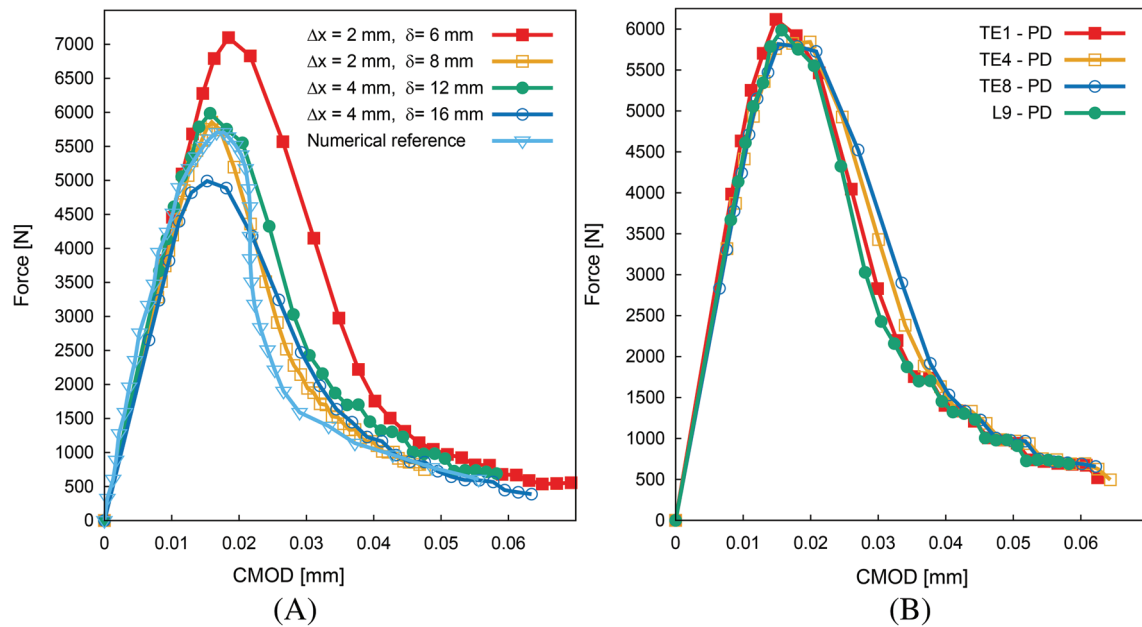 Δx = 2 mm, δ= 6 mm
Δx = 2 mm, δ= 8 mm
Δx = 4 mm, δ= 12 mm
Δx = 4 mm, δ= 16 mm
Numerical reference
7000
6500
6000
5500
5000
4500
4000
3500
3000
2500
2000
1500
1000
500
0
Force [N]
0 0.01 0.02 0.03 0.04 0.05 0.06
CMOD [mm]
(A)
TE1 - PD
TE4 - PD
TE8 - PD
L9 - PD
6000
5500
5000
4500
4000
3500
3000
2500
2000
1500
1000
500
0
Force [N]
0 0.01 0.02 0.03 0.04 0.05 0.06
CMOD [mm]
(B)